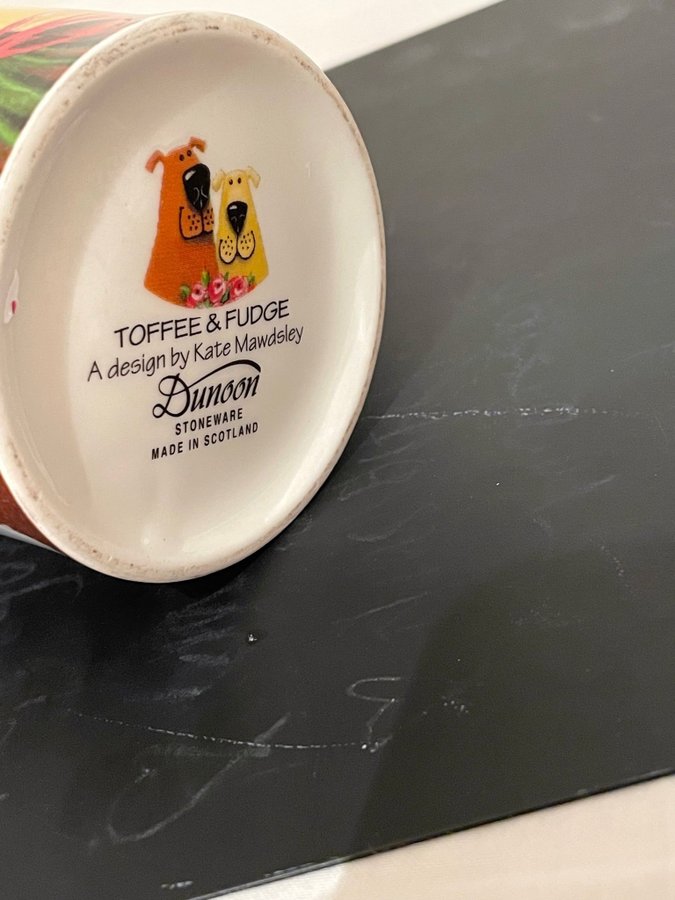 TOFFEE & FUDGE
A design by Kate Mawdsley
Dunoon
STONEWARE
MADE IN SCOTLAND